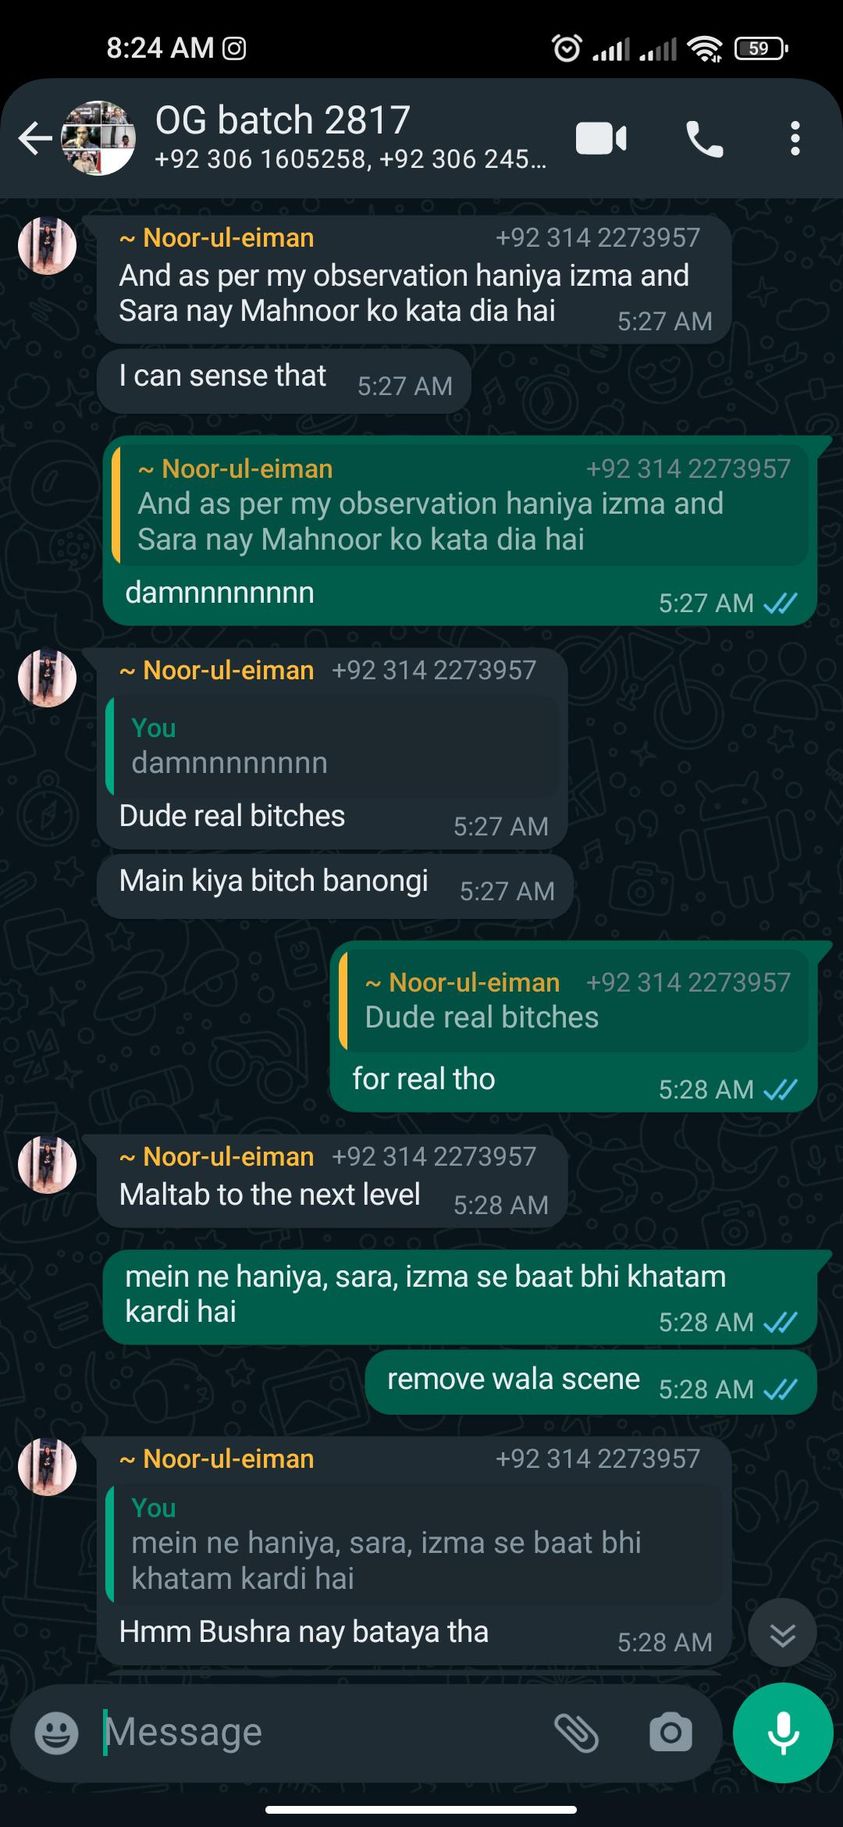 8:24 AM
59
OG batch 2817
+92 306 1605258, +92 306 245...
~ Noor-ul-eiman +92 314 2273957
And as per my observation haniya izma and
Sara nay Mahnoor ko kata dia hai 5:27 AM
I can sense that 5:27 AM
~ Noor-ul-eiman +92 314 2273957
And as per my observation haniya izma and
Sara nay Mahnoor ko kata dia hai
damnnnnnnnn 5:27 AM
~ Noor-ul-eiman +92 314 2273957
You
damnnnnnnnn
Dude real bitches 5:27 AM
Main kiya bitch banongi 5:27 AM
~ Noor-ul-eiman +92 314 2273957
Dude real bitches
for real tho 5:28 AM
~ Noor-ul-eiman +92 314 2273957
Maltab to the next level 5:28 AM
mein ne haniya, sara, izma se baat bhi khatam
kardi hai 5:28 AM
remove wala scene 5:28 AM
~ Noor-ul-eiman +92 314 2273957
You
mein ne haniya, sara, izma se baat bhi
khatam kardi hai
Hmm Bushra nay bataya tha 5:28 AM
Message